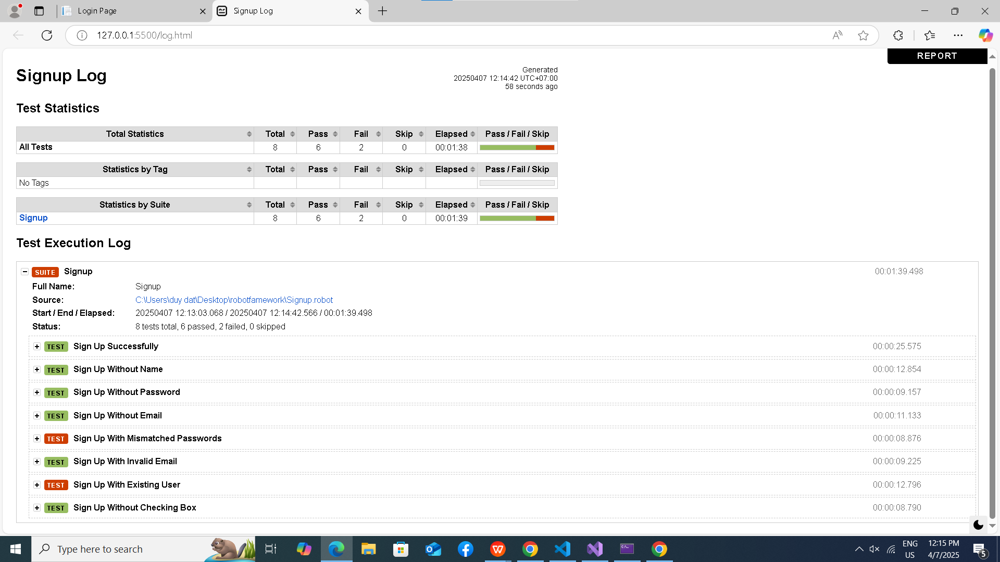 Login Page
Signup Log
127.0.0.1:5500/log.html
REPORT
Signup Log
Generated
20250407 12:14:42 UTC+07:00
58 seconds ago
Test Statistics
Total Statistics Total Pass Fail Skip Elapsed Pass / Fail / Skip
All Tests 8 6 2 0 00:01:38
Statistics by Tag Total Pass Fail Skip Elapsed Pass / Fail / Skip
No Tags
Statistics by Suite Total Pass Fail Skip Elapsed Pass / Fail / Skip
Signup 8 6 2 0 00:01:39
Test Execution Log
SUITE Signup 00:01:39.498
Full Name: Signup
Source: C:\Users\duy dat\Desktop\robotfamework\Signup.robot
Start / End / Elapsed: 20250407 12:13:03.068 / 20250407 12:14:42.566 / 00:01:39.498
Status: 8 tests total, 6 passed, 2 failed, 0 skipped
TEST Sign Up Successfully 00:00:25.575
TEST Sign Up Without Name 00:00:12.854
TEST Sign Up Without Password 00:00:09.157
TEST Sign Up Without Email 00:00:11.133
TEST Sign Up With Mismatched Passwords 00:00:08.876
TEST Sign Up With Invalid Email 00:00:09.225
TEST Sign Up With Existing User 00:00:12.796
TEST Sign Up Without Checking Box 00:00:08.790
Type here to search
ENG
US
12:15 PM
4/7/2025
5